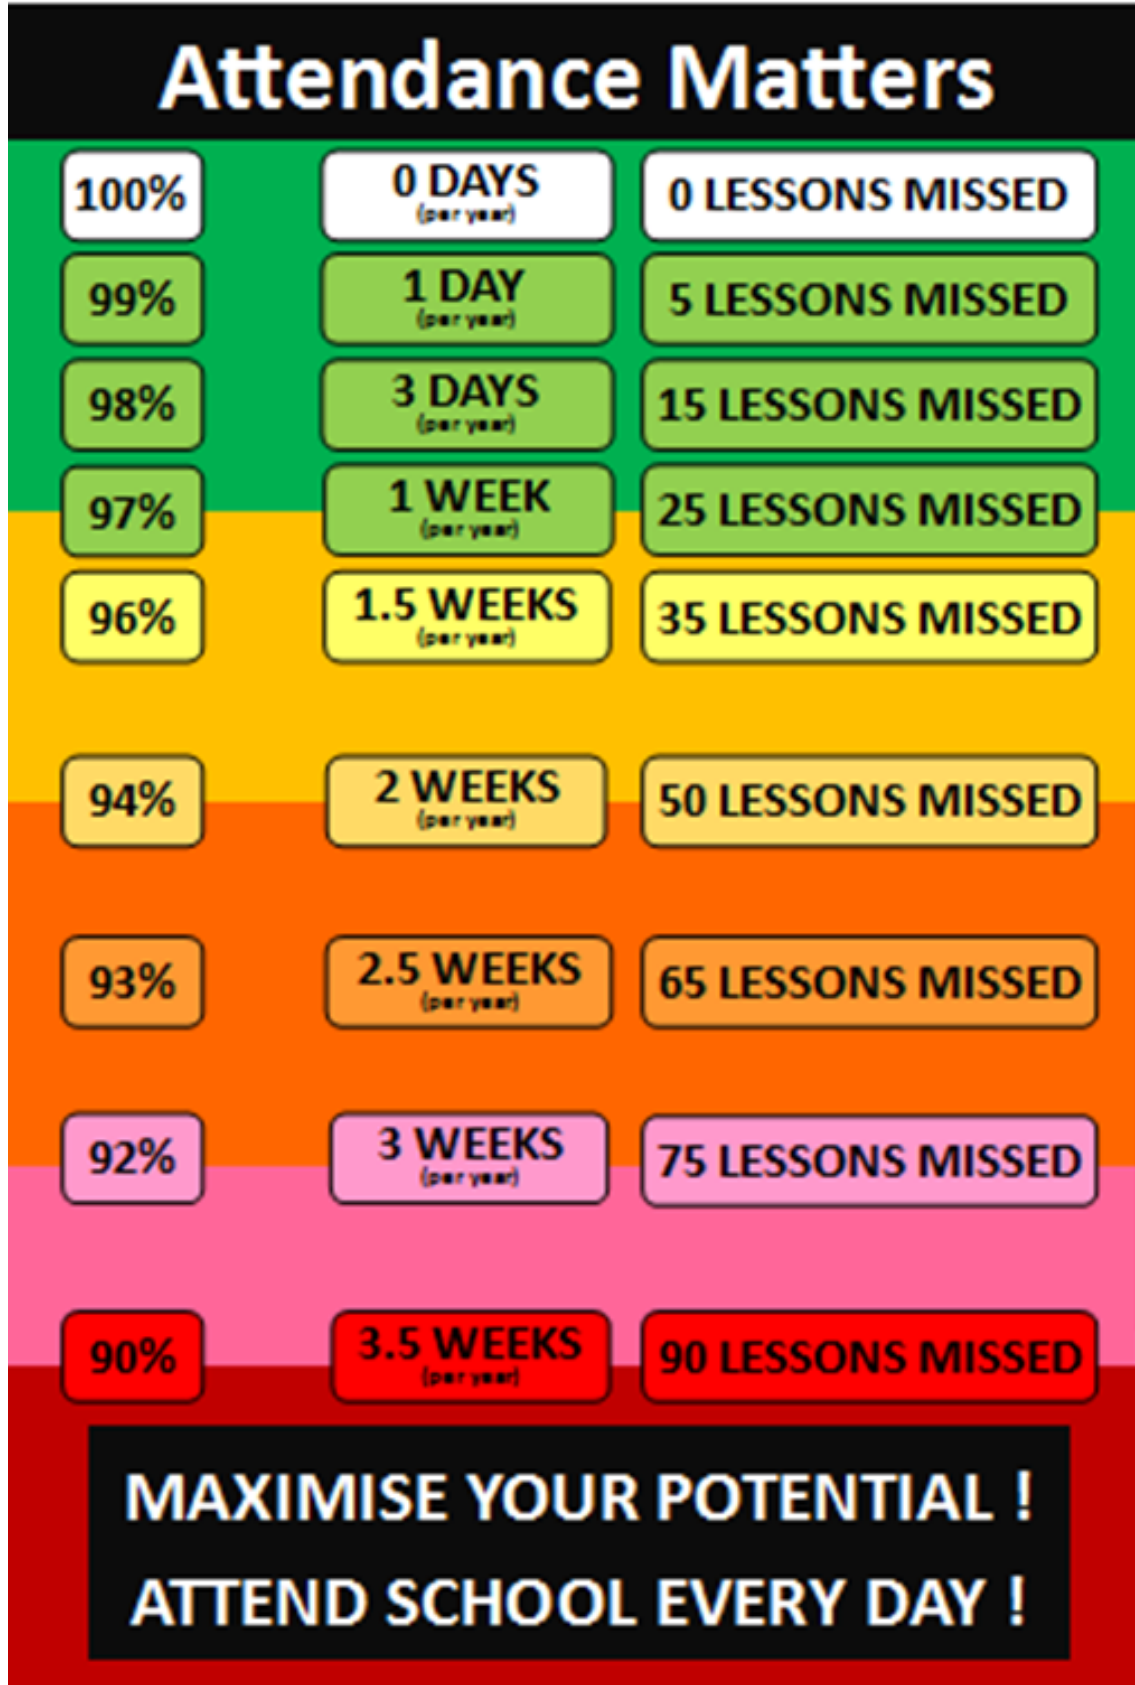 Attendance Matters
100%
0 DAYS
(per year)
0 LESSONS MISSED
99%
1 DAY
(per year)
5 LESSONS MISSED
98%
3 DAYS
(per year)
15 LESSONS MISSED
97%
1 WEEK
(per year)
25 LESSONS MISSED
96%
1.5 WEEKS
(per year)
35 LESSONS MISSED
94%
2 WEEKS
(per year)
50 LESSONS MISSED
93%
2.5 WEEKS
(per year)
65 LESSONS MISSED
92%
3 WEEKS
(per year)
75 LESSONS MISSED
90%
3.5 WEEKS
(per year)
90 LESSONS MISSED
MAXIMISE YOUR POTENTIAL !
ATTEND SCHOOL EVERY DAY !